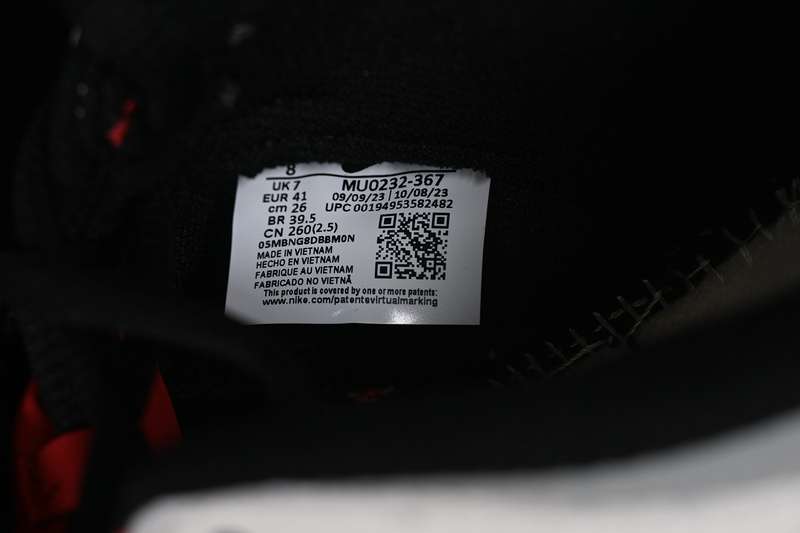 8
UK 7
EUR 41
cm 26
BR 39.5
CN 260(2.5)
05MBNG8DBBM0N
MADE IN VIETNAM
HECHO EN VIETNAM
FABRIQUE AU VIETNAM
FABRICADO NO VIETNÃ
MU0232-367
09/09/23 | 10/08/23
UPC 00194953582482
This product is covered by one or more patents:
www.nike.com/patentsvirtualmarking